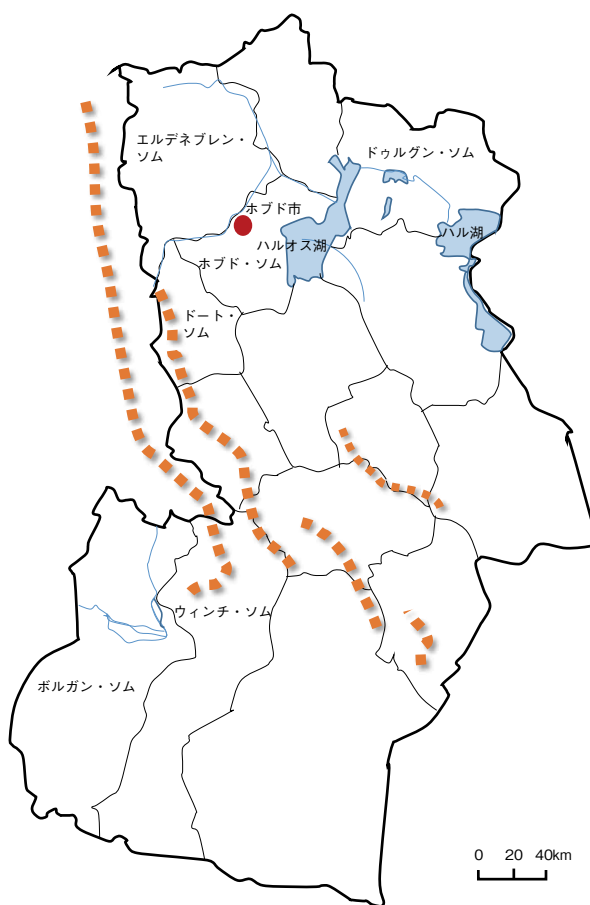 エルデネブレン・
ソム
ドゥルグン・ソム
ホブド市
ハル湖
ハルオス湖
ホブド・ソム
ドート・
ソム
ウィンチ・ソム
ボルガン・ソム
0 20 40km